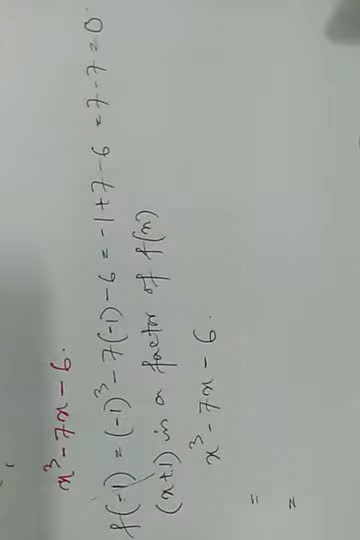 x³ - 7x - 6.
f(-1) = (-1)³ - 7(-1) - 6 = -1 + 7 - 6 = 7 - 7 = 0.
(x+1) is a factor of f(x)
x³ - 7x - 6.
=
=